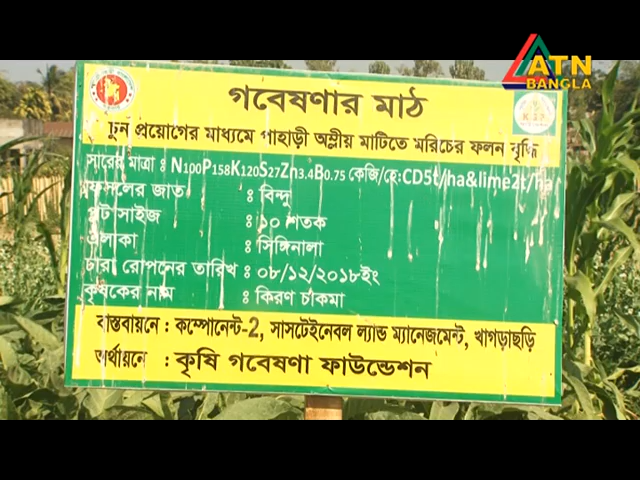 ATN
BANGLA
গবেষণার মাঠ
চুন প্রয়োগের মাধ্যমে পাহাড়ী অম্লীয় মাটিতে মরিচের ফলন বৃদ্ধি
সারের মাত্রা : N100P158K120S27Zn3.4B0.75 কেজি/হে:CD5t/ha&lime2t/ha
ফসলের জাত : বিন্দু
প্লট সাইজ : ১০ শতক
এলাকা : সিঙ্গিনালা
চারা রোপনের তারিখ : ০৮/১২/২০১৮ইং
কৃষকের নাম : কিরণ চাকমা
বাস্তবায়নে : কম্পোনেন্ট-2, সাসটেইনেবল ল্যান্ড ম্যানেজমেন্ট, খাগড়াছড়ি
অর্থায়নে : কৃষি গবেষণা ফাউন্ডেশন